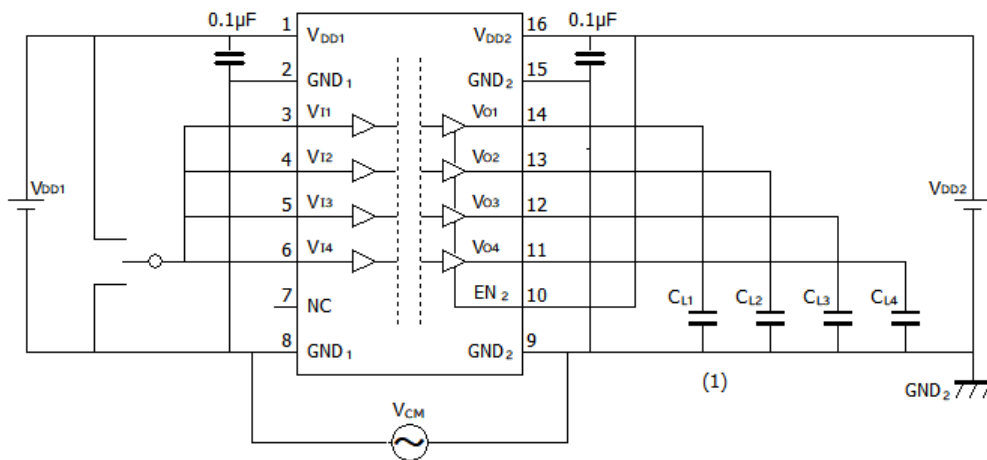 0.1µF 1 16 0.1µF
VDD1 VDD2
2 15
GND1 GND2
3 VI1 VO1 14
4 VI2 VO2 13
VDD1 VDD2
5 VI3 VO3 12
6 VI4 VO4 11
7 NC EN2 10 CL1 CL2 CL3 CL4
8 GND1 GND2 9
(1) GND2
VCM